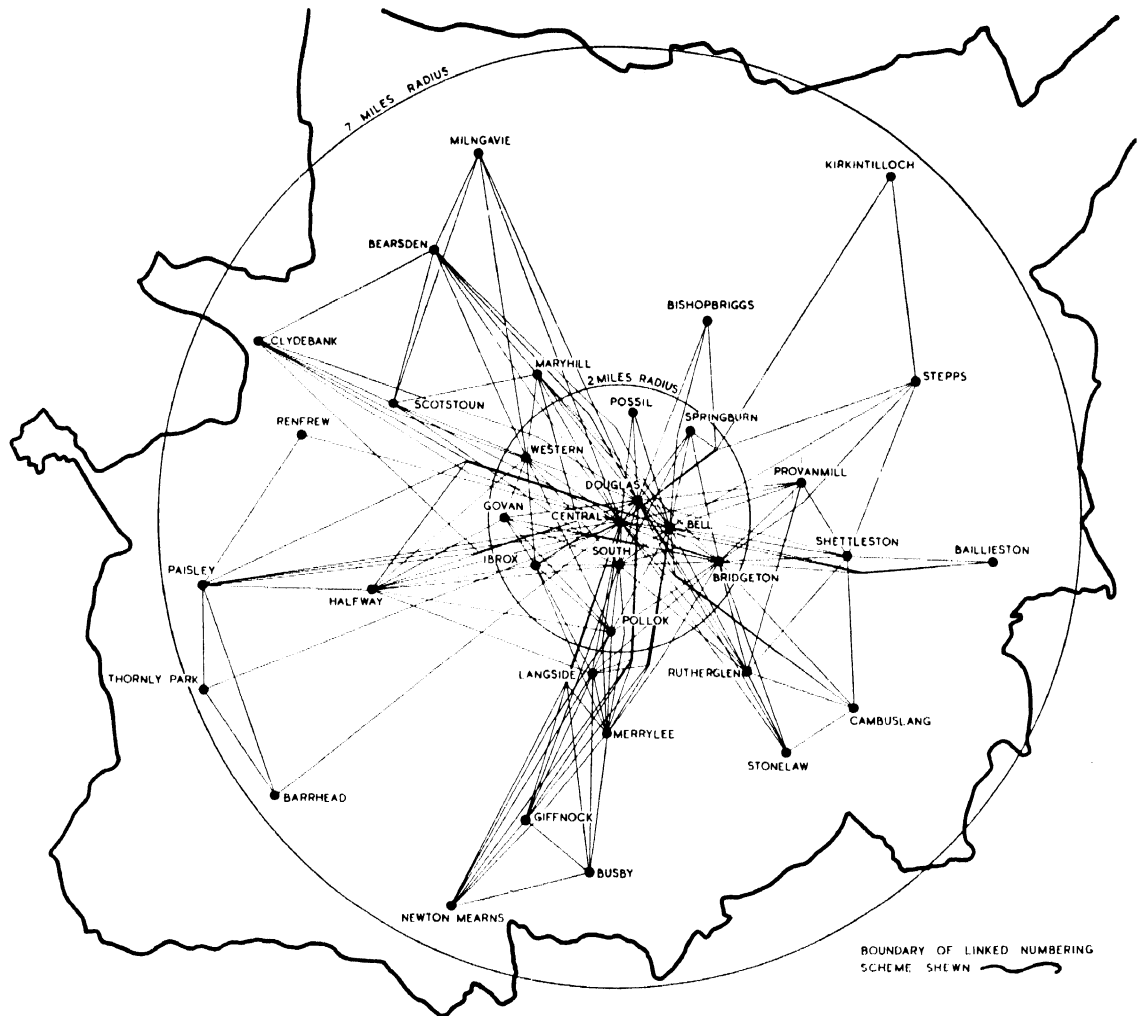 7 MILES RADIUS
MILNGAVIE
KIRKINTILLOCH
BEARSDEN
BISHOPBRIGGS
CLYDEBANK
MARYHILL
2 MILES RADIUS
STEPPS
SCOTSTOUN
POSSIL
SPRINGBURN
RENFREW
WESTERN
PROVANMILL
DOUGLAS
GOVAN
CENTRAL
BELL
SOUTH
SHETTLESTON
BAILLIESTON
IBROX
PAISLEY
BRIDGETON
HALFWAY
POLLOK
THORNLY PARK
LANGSIDE
RUTHERGLEN
CAMBUSLANG
MERRYLEE
STONELAW
BARRHEAD
GIFFNOCK
BUSBY
NEWTON MEARNS
BOUNDARY OF LINKED NUMBERING
SCHEME SHEWN